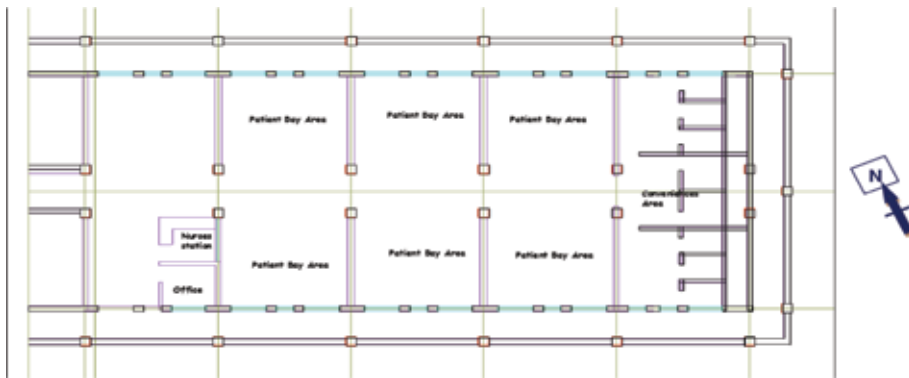 Patient Bay Area
Patient Bay Area
Patient Bay Area
N
Conveniences
Area
Nurses
station
Patient Bay Area
Patient Bay Area
Patient Bay Area
Office